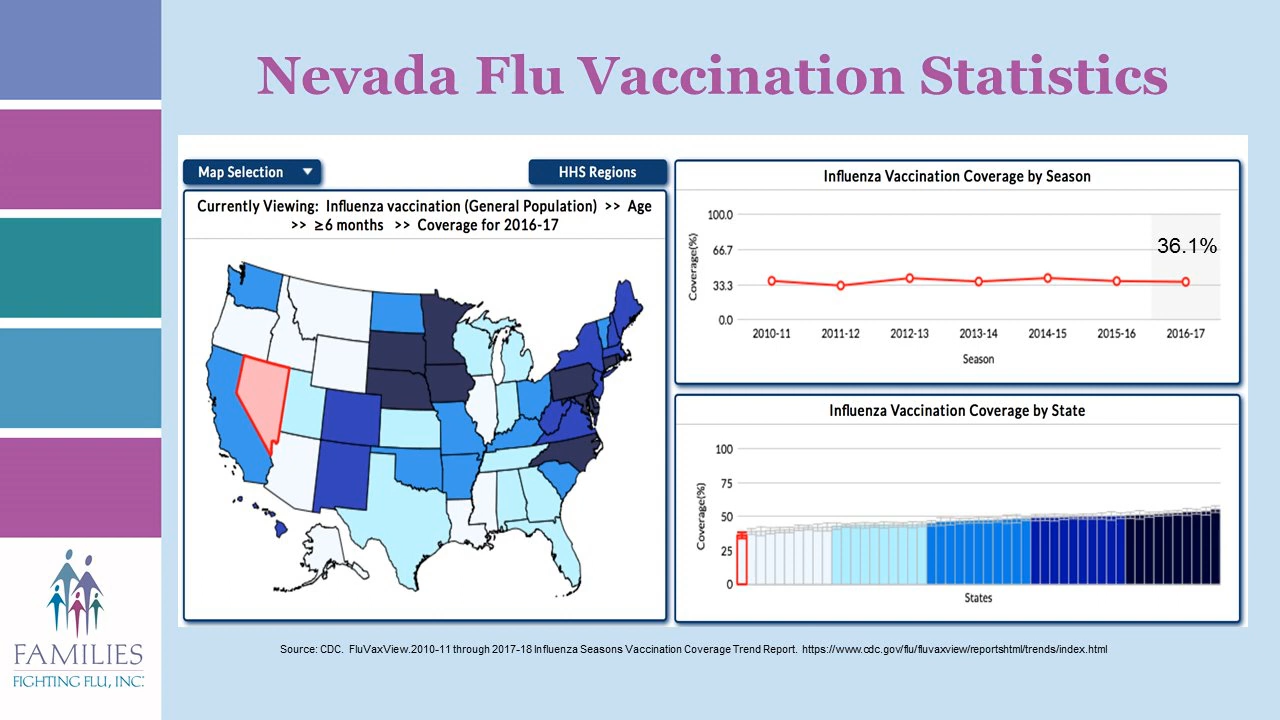 Nevada Flu Vaccination Statistics
Map Selection
HHS Regions
Currently Viewing: Influenza vaccination (General Population) >> Age
>> ≥6 months >> Coverage for 2016-17
Influenza Vaccination Coverage by Season
Coverage(%)
100.0
66.7
33.3
0.0
36.1%
2010-11 2011-12 2012-13 2013-14 2014-15 2015-16 2016-17
Season
Influenza Vaccination Coverage by State
Coverage(%)
100
75
50
25
0
States
FAMILIES
FIGHTING FLU, INC.
Source: CDC. FluVaxView.2010-11 through 2017-18 Influenza Seasons Vaccination Coverage Trend Report. https://www.cdc.gov/flu/fluvaxview/reportshtml/trends/index.html